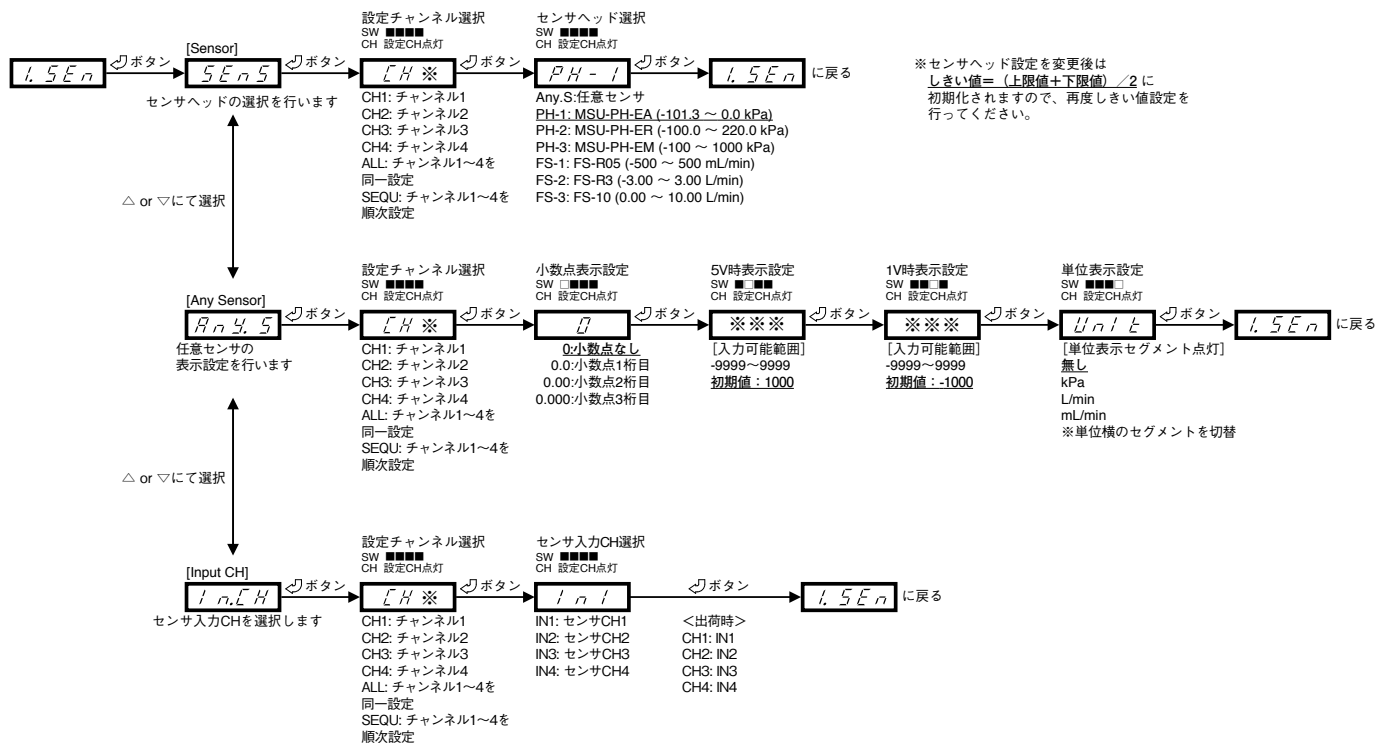 設定チャンネル選択
SW ■■■■
CH 設定CH点灯
センサヘッド選択
SW ■■■■
CH 設定CH点灯
[Sensor]
1. SEn
ボタン
SEnS
ボタン
CH ※
ボタン
PH-1
ボタン
1. SEn
に戻る
センサヘッドの選択を行います
CH1: チャンネル1
CH2: チャンネル2
CH3: チャンネル3
CH4: チャンネル4
ALL: チャンネル1～4を
同一設定
SEQU: チャンネル1～4を
順次設定
Any.S:任意センサ
PH-1: MSU-PH-EA (-101.3 ～ 0.0 kPa)
PH-2: MSU-PH-ER (-100.0 ～ 220.0 kPa)
PH-3: MSU-PH-EM (-100 ～ 1000 kPa)
FS-1: FS-R05 (-500 ～ 500 mL/min)
FS-2: FS-R3 (-3.00 ～ 3.00 L/min)
FS-3: FS-10 (0.00 ～ 10.00 L/min)
※センサヘッド設定を変更後は
しきい値＝（上限値＋下限値）／2 に
初期化されますので、再度しきい値設定を
行ってください。
△ or ▽にて選択
設定チャンネル選択
SW ■■■■
CH 設定CH点灯
小数点表示設定
SW □■■■
CH 設定CH点灯
5V時表示設定
SW ■□■■
CH 設定CH点灯
1V時表示設定
SW ■■□■
CH 設定CH点灯
単位表示設定
SW ■■■□
CH 設定CH点灯
[Any Sensor]
AnY.S
ボタン
CH ※
ボタン
0
ボタン
※※※
ボタン
※※※
ボタン
Unit
ボタン
1. SEn
に戻る
任意センサの
表示設定を行います
CH1: チャンネル1
CH2: チャンネル2
CH3: チャンネル3
CH4: チャンネル4
ALL: チャンネル1～4を
同一設定
SEQU: チャンネル1～4を
順次設定
0:小数点なし
0.0:小数点1桁目
0.00:小数点2桁目
0.000:小数点3桁目
[入力可能範囲]
-9999～9999
初期値：1000
[入力可能範囲]
-9999～9999
初期値：-1000
[単位表示セグメント点灯]
無し
kPa
L/min
mL/min
※単位横のセグメントを切替
△ or ▽にて選択
設定チャンネル選択
SW ■■■■
CH 設定CH点灯
センサ入力CH選択
SW ■■■■
CH 設定CH点灯
[Input CH]
In.CH
ボタン
CH ※
ボタン
In1
ボタン
1. SEn
に戻る
センサ入力CHを選択します
CH1: チャンネル1
CH2: チャンネル2
CH3: チャンネル3
CH4: チャンネル4
ALL: チャンネル1～4を
同一設定
SEQU: チャンネル1～4を
順次設定
IN1: センサCH1
IN2: センサCH2
IN3: センサCH3
IN4: センサCH4
＜出荷時＞
CH1: IN1
CH2: IN2
CH3: IN3
CH4: IN4